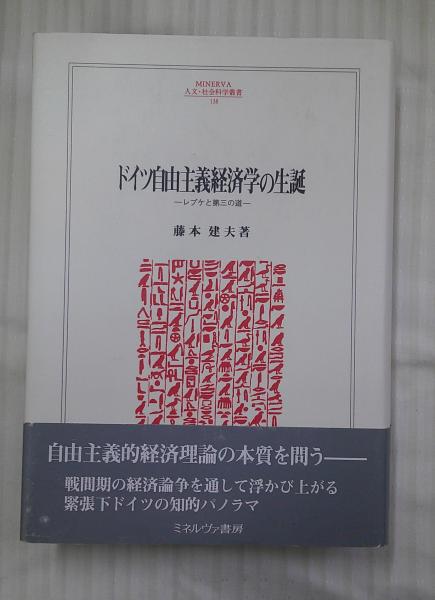 MINERVA
人文・社会科学叢書
138
ドイツ自由主義経済学の生誕
―レプケと第三の道―
藤本建夫著
自由主義的経済理論の本質を問う――
戦間期の経済論争を通して浮かび上がる
緊張下ドイツの知的パノラマ
ミネルヴァ書房